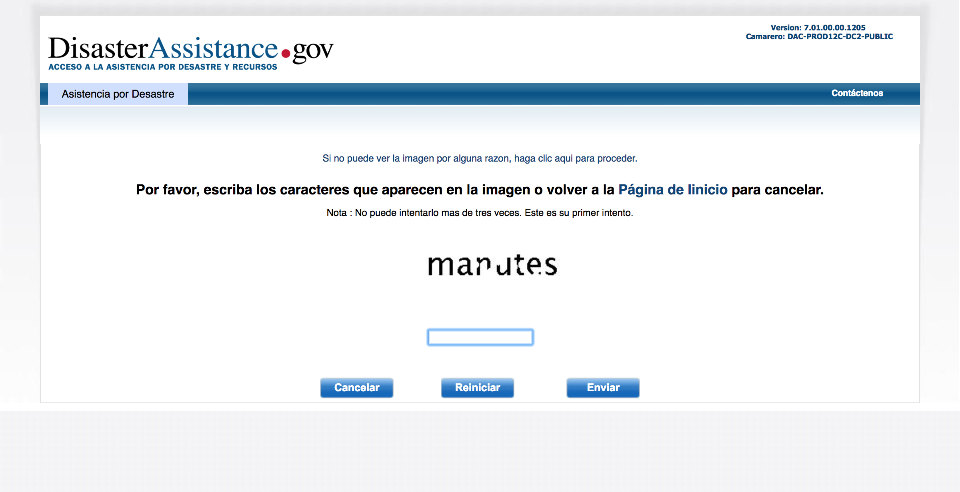 Version: 7.01.00.00.1205
Camarero: DAC-PROD12C-DC2-PUBLIC
DisasterAssistance.gov
ACCESO A LA ASISTENCIA POR DESASTRE Y RECURSOS
Asistencia por Desastre
Contáctenos
Si no puede ver la imagen por alguna razon, haga clic aqui para proceder.
Por favor, escriba los caracteres que aparecen en la imagen o volver a la Página de Iinicio para cancelar.
Nota : No puede intentarlo mas de tres veces. Este es su primer intento.
manutes
Cancelar
Reiniciar
Enviar